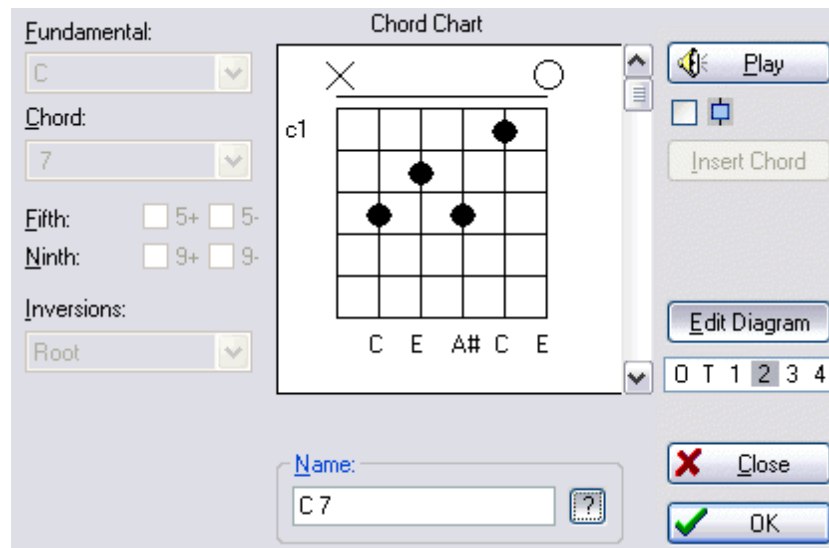 Fundamental:
C
Chord:
7
Fifth: 5+ 5-
Ninth: 9+ 9-
Inversions:
Root
Chord Chart
X O
c1
C E A# C E
Name:
C 7
?
Play
Insert Chord
Edit Diagram
O T 1 2 3 4
Close
OK